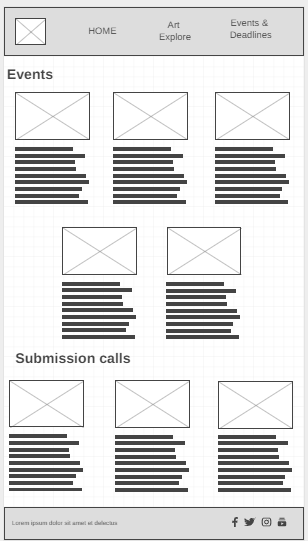 HOME
Art
Explore
Events &
Deadlines
Events
Submission calls
Lorem ipsum dolor sit amet et delectus